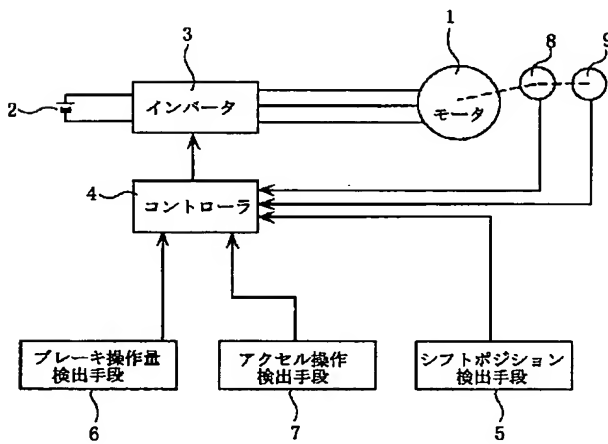 3
1
8
9
2
インバータ
モータ
4
コントローラ
ブレーキ操作量
検出手段
アクセル操作
検出手段
シフトポジション
検出手段
6
7
5